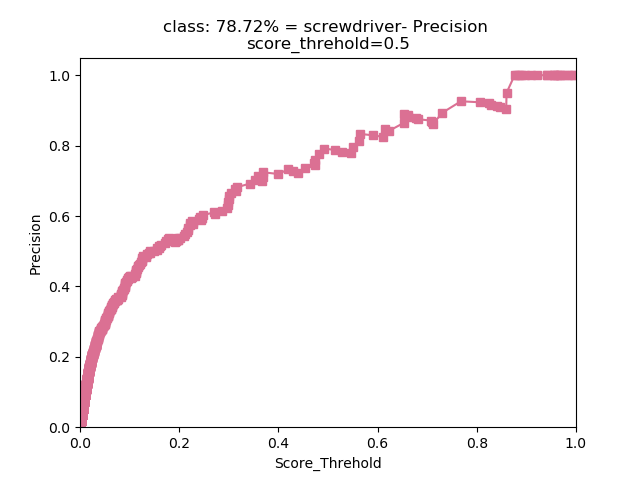 class: 78.72% = screwdriver- Precision
score_threhold=0.5
1.0
0.8
0.6
0.4
0.2
0.0
Precision
0.0 0.2 0.4 0.6 0.8 1.0
Score_Threhold